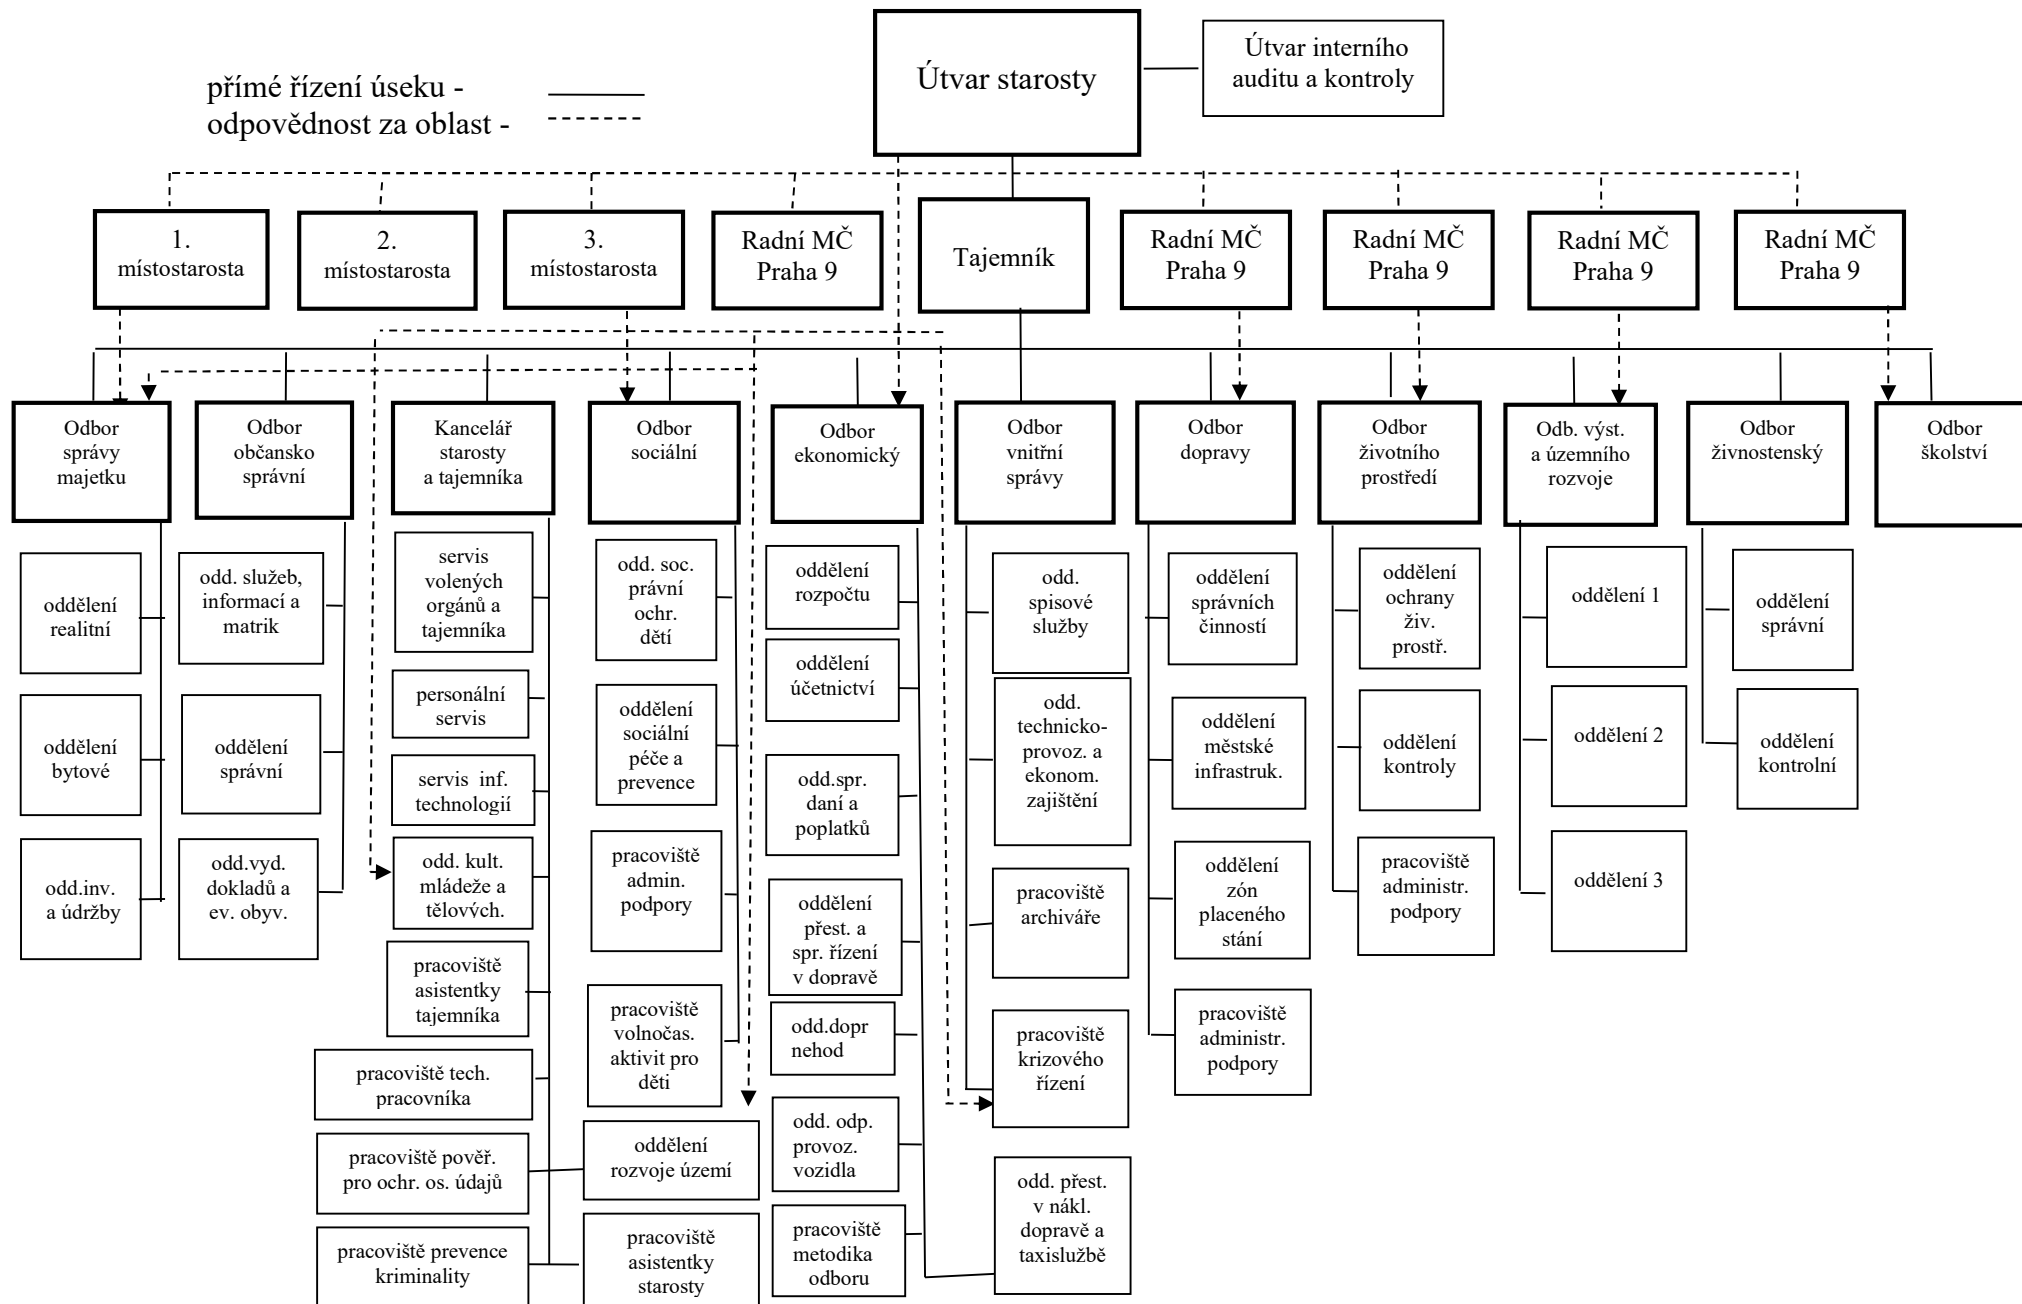 Útvar starosty
Útvar interního
auditu a kontroly
přímé řízení úseku -
odpovědnost za oblast -
1.
místostarosta
2.
místostarosta
3.
místostarosta
Radní MČ
Praha 9
Tajemník
Radní MČ
Praha 9
Radní MČ
Praha 9
Radní MČ
Praha 9
Radní MČ
Praha 9
Odbor
správy
majetku
Odbor
občansko
správní
Kancelář
starosty
a tajemníka
Odbor
sociální
Odbor
ekonomický
Odbor
vnitřní
správy
Odbor
dopravy
Odbor
životního
prostředí
Odb. výst.
a územního
rozvoje
Odbor
živnostenský
Odbor
školství
oddělení
realitní
oddělení
bytové
odd.inv.
a údržby
odd. služeb,
informací a
matrik
oddělení
správní
odd.vyd.
dokladů a
ev. obyv.
servis
volených
orgánů a
tajemníka
personální
servis
servis inf.
technologií
odd. kult.
mládeže a
tělových.
pracoviště
asistentky
tajemníka
pracoviště tech.
pracovníka
pracoviště pověř.
pro ochr. os. údajů
pracoviště prevence
kriminality
odd. soc.
právní
ochr.
dětí
oddělení
sociální
péče a
prevence
pracoviště
admin.
podpory
pracoviště
volnočas.
aktivit pro
děti
oddělení
rozvoje území
pracoviště
asistentky
starosty
oddělení
rozpočtu
oddělení
účetnictví
odd.spr.
daní a
poplatků
oddělení
přest. a
spr. řízení
v dopravě
odd.dopr
nehod
odd. odp.
provoz.
vozidla
pracoviště
metodika
odboru
odd.
spisové
služby
odd.
technicko-
provoz. a
ekonom.
zajištění
pracoviště
archiváře
pracoviště
krizového
řízení
odd. přest.
v nákl.
dopravě a
taxislužbě
oddělení
správních
činností
oddělení
městské
infrastruk.
oddělení
zón
placeného
stání
pracoviště
administr.
podpory
oddělení
ochrany
živ.
prostř.
oddělení
kontroly
pracoviště
administr.
podpory
oddělení 1
oddělení 2
oddělení 3
oddělení
správní
oddělení
kontrolní